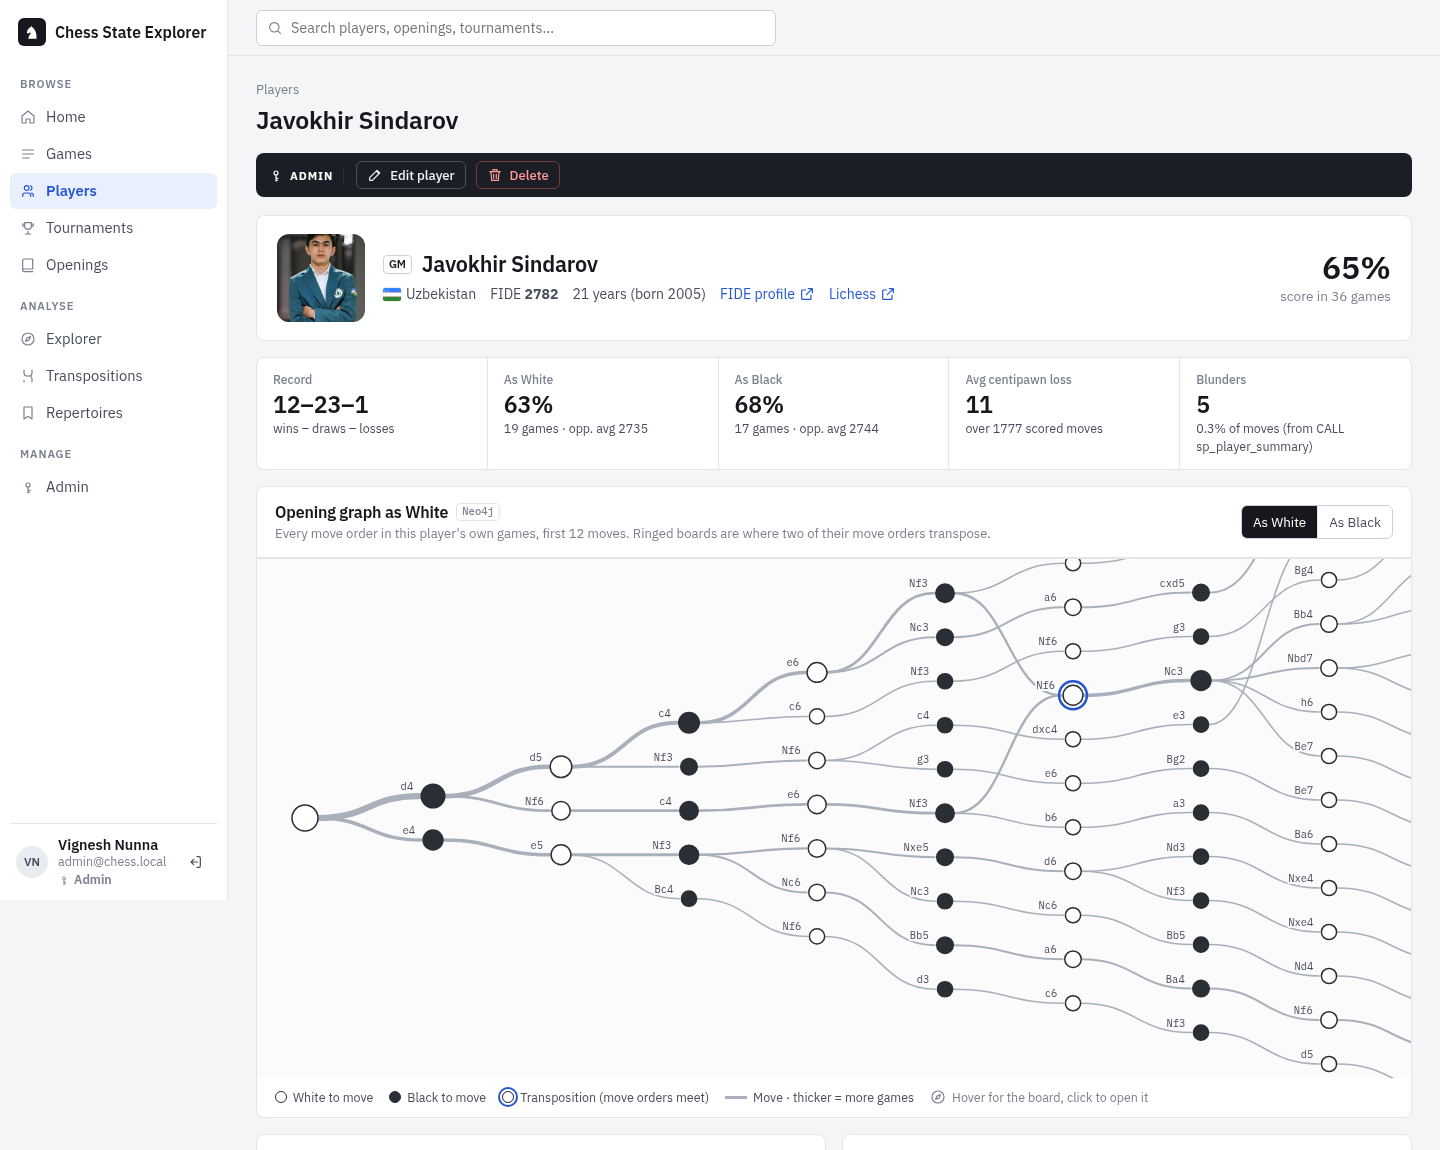 Chess State Explorer
Search players, openings, tournaments...
BROWSE
Home
Games
Players
Tournaments
Openings
ANALYSE
Explorer
Transpositions
Repertoires
MANAGE
Admin
VN
Vignesh Nunna
admin@chess.local
Admin
Players
Javokhir Sindarov
ADMIN
Edit player
Delete
GM Javokhir Sindarov
Uzbekistan FIDE 2782 21 years (born 2005) FIDE profile Lichess
65%
score in 36 games
Record
12–23–1
wins – draws – losses
As White
63%
19 games · opp. avg 2735
As Black
68%
17 games · opp. avg 2744
Avg centipawn loss
11
over 1777 scored moves
Blunders
5
0.3% of moves (from CALL
sp_player_summary)
Opening graph as White Neo4j
Every move order in this player's own games, first 12 moves. Ringed boards are where two of their move orders transpose.
As White As Black
d4
e4
d5
Nf6
e5
c4
Nf3
c4
Nf3
Bc4
e6
c6
Nf6
e6
Nf6
Nc6
Nf6
Nf3
Nc3
Nf3
c4
g3
Nf3
Nxe5
Nc3
Bb5
d3
a6
Nf6
Nf6
dxc4
e6
b6
d6
Nc6
a6
c6
cxd5
g3
Nc3
e3
Bg2
a3
Nd3
Nf3
Bb5
Ba4
Nf3
Bg4
Bb4
Nbd7
h6
Be7
Be7
Ba6
Nxe4
Nxe4
Nd4
Nf6
d5
White to move
Black to move
Transposition (move orders meet)
Move · thicker = more games
Hover for the board, click to open it